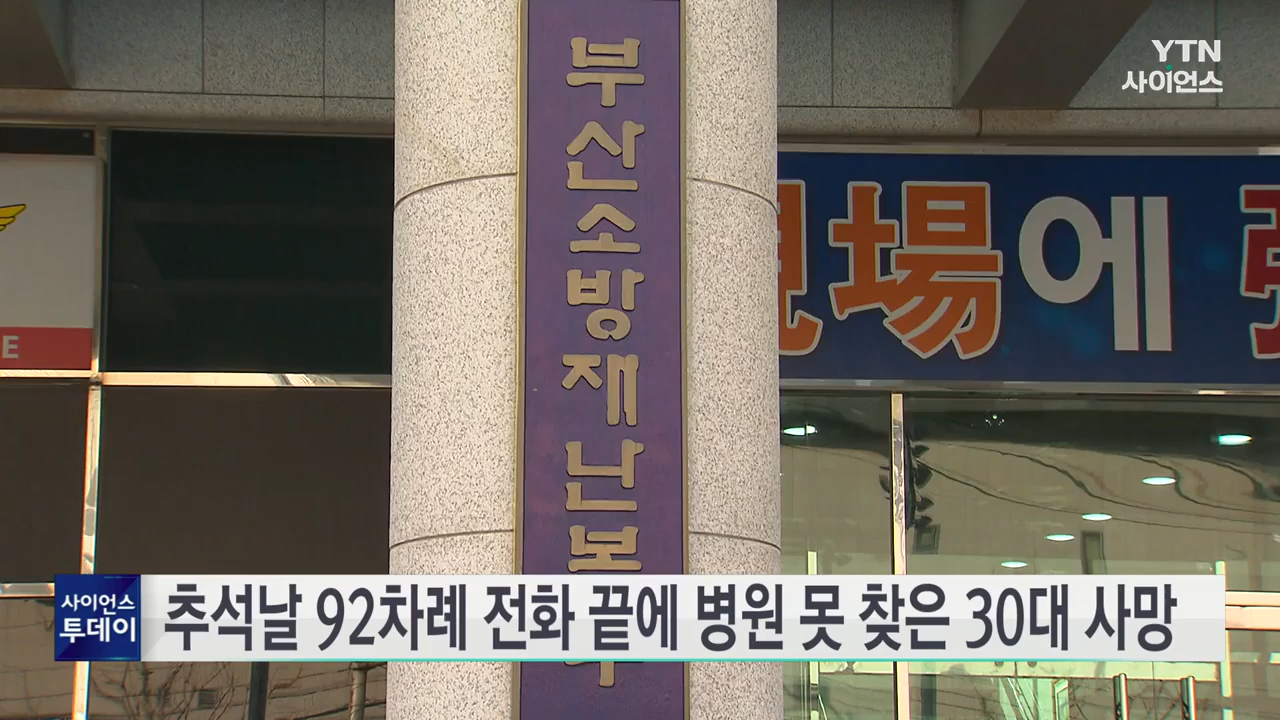 YTN
사이언스
부산소방재난본부
場에
E
사이언스
투데이
추석날 92차례 전화 끝에 병원 못 찾은 30대 사망